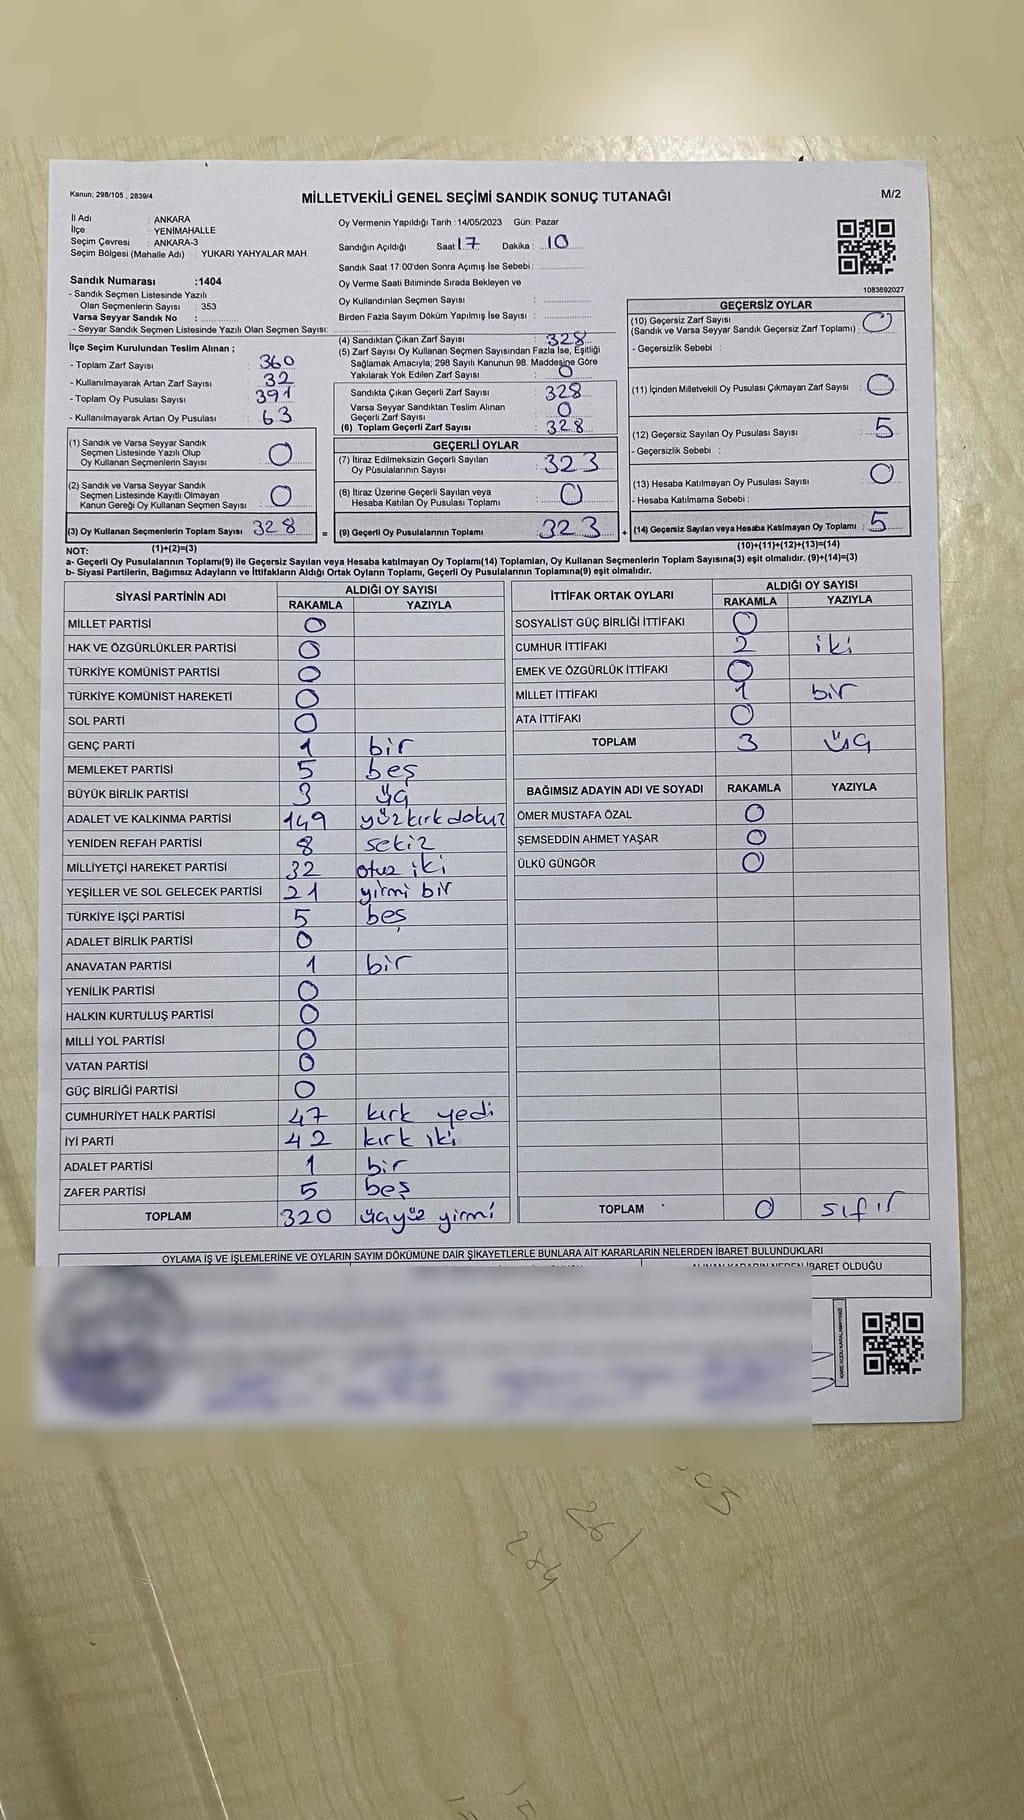 Kanun; 298/105 , 2839/4
MİLLETVEKİLİ GENEL SEÇİMİ SANDIK SONUÇ TUTANAĞI
M/2
İl Adı : ANKARA
İlçe : YENİMAHALLE
Seçim Çevresi : ANKARA-3
Seçim Bölgesi (Mahalle Adı) : YUKARI YAHYALAR MAH.
Sandık Numarası :1404
- Sandık Seçmen Listesinde Yazılı
Olan Seçmenlerin Sayısı : 353
Varsa Seyyar Sandık No :
- Seyyar Sandık Seçmen Listesinde Yazılı Olan Seçmen Sayısı:
Oy Vermenin Yapıldığı Tarih : 14/05/2023 Gün: Pazar
Sandığın Açıldığı Saat 17 Dakika : 10
Sandık Saat 17:00'den Sonra Açımış İse Sebebi :
Oy Verme Saati Bitiminde Sırada Bekleyen ve
Oy Kullandırılan Seçmen Sayısı :
Birden Fazla Sayım Döküm Yapılmış İse Sayısı :
1083692027
İlçe Seçim Kurulundan Teslim Alınan ;
- Toplam Zarf Sayısı : 360
- Kullanılmayarak Artan Zarf Sayısı : 32
- Toplam Oy Pusulası Sayısı : 391
- Kullanılmayarak Artan Oy Pusulası : 63
(1) Sandık ve Varsa Seyyar Sandık
Seçmen Listesinde Yazılı Olup
Oy Kullanan Seçmenlerin Sayısı : 0
(2) Sandık ve Varsa Seyyar Sandık
Seçmen Listesinde Kayıtlı Olmayan
Kanun Gereği Oy Kullanan Seçmen Sayısı : 0
(3) Oy Kullanan Seçmenlerin Toplam Sayısı : 328
(4) Sandıktan Çıkan Zarf Sayısı : 328
(5) Zarf Sayısı Oy Kullanan Seçmen Sayısından Fazla İse, Eşitliği
Sağlamak Amacıyla; 298 Sayılı Kanunun 98. Maddesine Göre
Yakılarak Yok Edilen Zarf Sayısı : 0
Sandıkta Çıkan Geçerli Zarf Sayısı : 328
Varsa Seyyar Sandıktan Teslim Alınan
Geçerli Zarf Sayısı : 0
(6) Toplam Geçerli Zarf Sayısı : 328
GEÇERLİ OYLAR
(7) İtiraz Edilmeksizin Geçerli Sayılan
Oy Pusulalarının Sayısı : 323
(8) İtiraz Üzerine Geçerli Sayılan veya
Hesaba Katılan Oy Pusulası Toplamı : 0
= (9) Geçerli Oy Pusulalarının Toplamı : 323 +
GEÇERSİZ OYLAR
(10) Geçersiz Zarf Sayısı
(Sandık ve Varsa Seyyar Sandık Geçersiz Zarf Toplamı) : 0
- Geçersizlik Sebebi :
(11) İçinden Milletvekili Oy Pusulası Çıkmayan Zarf Sayısı : 0
(12) Geçersiz Sayılan Oy Pusulası Sayısı : 5
- Geçersizlik Sebebi :
(13) Hesaba Katılmayan Oy Pusulası Sayısı : 0
- Hesaba Katılmama Sebebi :
(14) Geçersiz Sayılan veya Hesaba Katılmayan Oy Toplamı : 5
NOT: (1)+(2)=(3) (10)+(11)+(12)+(13)=(14)
a- Geçerli Oy Pusulalarının Toplamı(9) ile Geçersiz Sayılan veya Hesaba katılmayan Oy Toplamı(14) Toplamları, Oy Kullanan Seçmenlerin Toplam Sayısına(3) eşit olmalıdır. (9)+(14)=(3)
b- Siyasi Partilerin, Bağımsız Adayların ve İttifakların Aldığı Ortak Oyların Toplamı, Geçerli Oy Pusulalarının Toplamına(9) eşit olmalıdır.
SİYASİ PARTİNİN ADI ALDIĞI OY SAYISI
RAKAMLA YAZIYLA
MİLLET PARTİSİ 0
HAK VE ÖZGÜRLÜKLER PARTİSİ 0
TÜRKİYE KOMÜNİST PARTİSİ 0
TÜRKİYE KOMÜNİST HAREKETİ 0
SOL PARTİ 0
GENÇ PARTİ 1 bir
MEMLEKET PARTİSİ 5 beş
BÜYÜK BİRLİK PARTİSİ 3 üç
ADALET VE KALKINMA PARTİSİ 149 yüzkırkdokuz
YENİDEN REFAH PARTİSİ 8 sekiz
MİLLİYETÇİ HAREKET PARTİSİ 32 otuz iki
YEŞİLLER VE SOL GELECEK PARTİSİ 21 yirmi bir
TÜRKİYE İŞÇİ PARTİSİ 5 beş
ADALET BİRLİK PARTİSİ 0
ANAVATAN PARTİSİ 1 bir
YENİLİK PARTİSİ 0
HALKIN KURTULUŞ PARTİSİ 0
MİLLİ YOL PARTİSİ 0
VATAN PARTİSİ 0
GÜÇ BİRLİĞİ PARTİSİ 0
CUMHURİYET HALK PARTİSİ 47 kırk yedi
İYİ PARTİ 42 kırk iki
ADALET PARTİSİ 1 bir
ZAFER PARTİSİ 5 beş
TOPLAM 320 üçyüz yirmi
İTTİFAK ORTAK OYLARI ALDIĞI OY SAYISI
RAKAMLA YAZIYLA
SOSYALİST GÜÇ BİRLİĞİ İTTİFAKI 0
CUMHUR İTTİFAKI 2 iki
EMEK VE ÖZGÜRLÜK İTTİFAKI 0
MİLLET İTTİFAKI 1 bir
ATA İTTİFAKI 0
TOPLAM 3 üç
BAĞIMSIZ ADAYIN ADI VE SOYADI RAKAMLA YAZIYLA
ÖMER MUSTAFA ÖZAL 0
ŞEMSEDDİN AHMET YAŞAR 0
ÜLKÜ GÜNGÖR 0
TOPLAM 0 sıfır
OYLAMA İŞ VE İŞLEMLERİNE VE OYLARIN SAYIM DÖKÜMÜNE DAİR ŞİKAYETLERLE BUNLARA AİT KARARLARIN NELERDEN İBARET BULUNDUKLARI
İBARET OLDUĞU
261
284